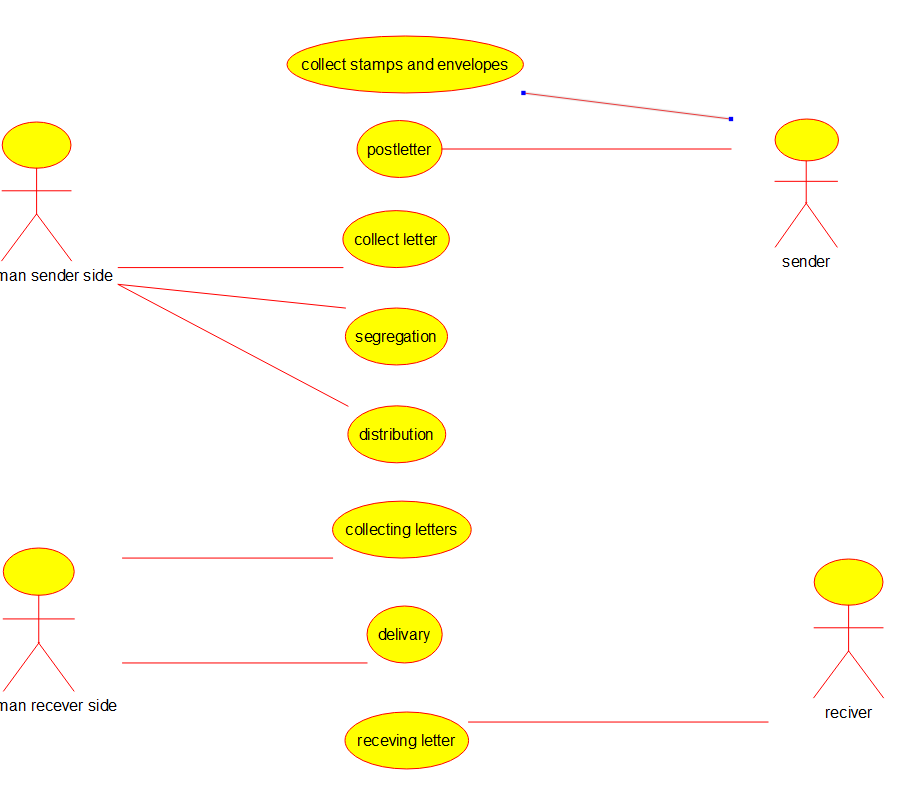 collect stamps and envelopes
postletter
collect letter
man sender side
sender
segregation
distribution
collecting letters
delivary
man recever side
reciver
receving letter